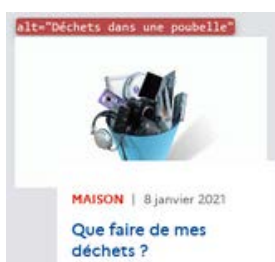 alt="Déchets dans une poubelle"
MAISON | 8 janvier 2021
Que faire de mes
déchets ?